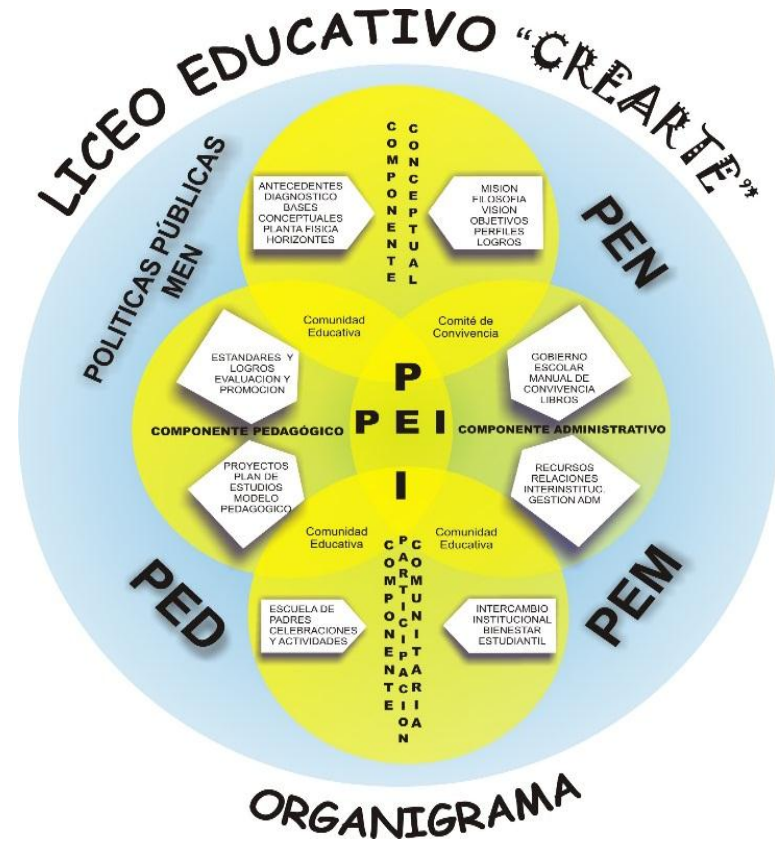 LICEO EDUCATIVO "CREARTE"
POLITICAS PÚBLICAS
MEN
PEN
COMPONENTE
CONCEPTUAL
ANTECEDENTES
DIAGNOSTICO
BASES
CONCEPTUALES
PLANTA FISICA
HORIZONTES
MISION
FILOSOFIA
VISION
OBJETIVOS
PERFILES
LOGROS
Comunidad
Educativa
Comité de
Convivencia
ESTANDARES Y
LOGROS
EVALUACION Y
PROMOCION
GOBIERNO
ESCOLAR
MANUAL DE
CONVIVENCIA
LIBROS
COMPONENTE PEDAGÓGICO
P
PEI
I
COMPONENTE ADMINISTRATIVO
PROYECTOS
PLAN DE
ESTUDIOS
MODELO
PEDAGOGICO
RECURSOS
RELACIONES
INTERINSTITUC.
GESTION ADM
Comunidad
Educativa
Comunidad
Educativa
PED
PEM
COMPONENTE
PARTICIPACION
COMUNITARIA
ESCUELA DE
PADRES
CELEBRACIONES
Y ACTIVIDADES
INTERCAMBIO
INSTITUCIONAL
BIENESTAR
ESTUDIANTIL
ORGANIGRAMA